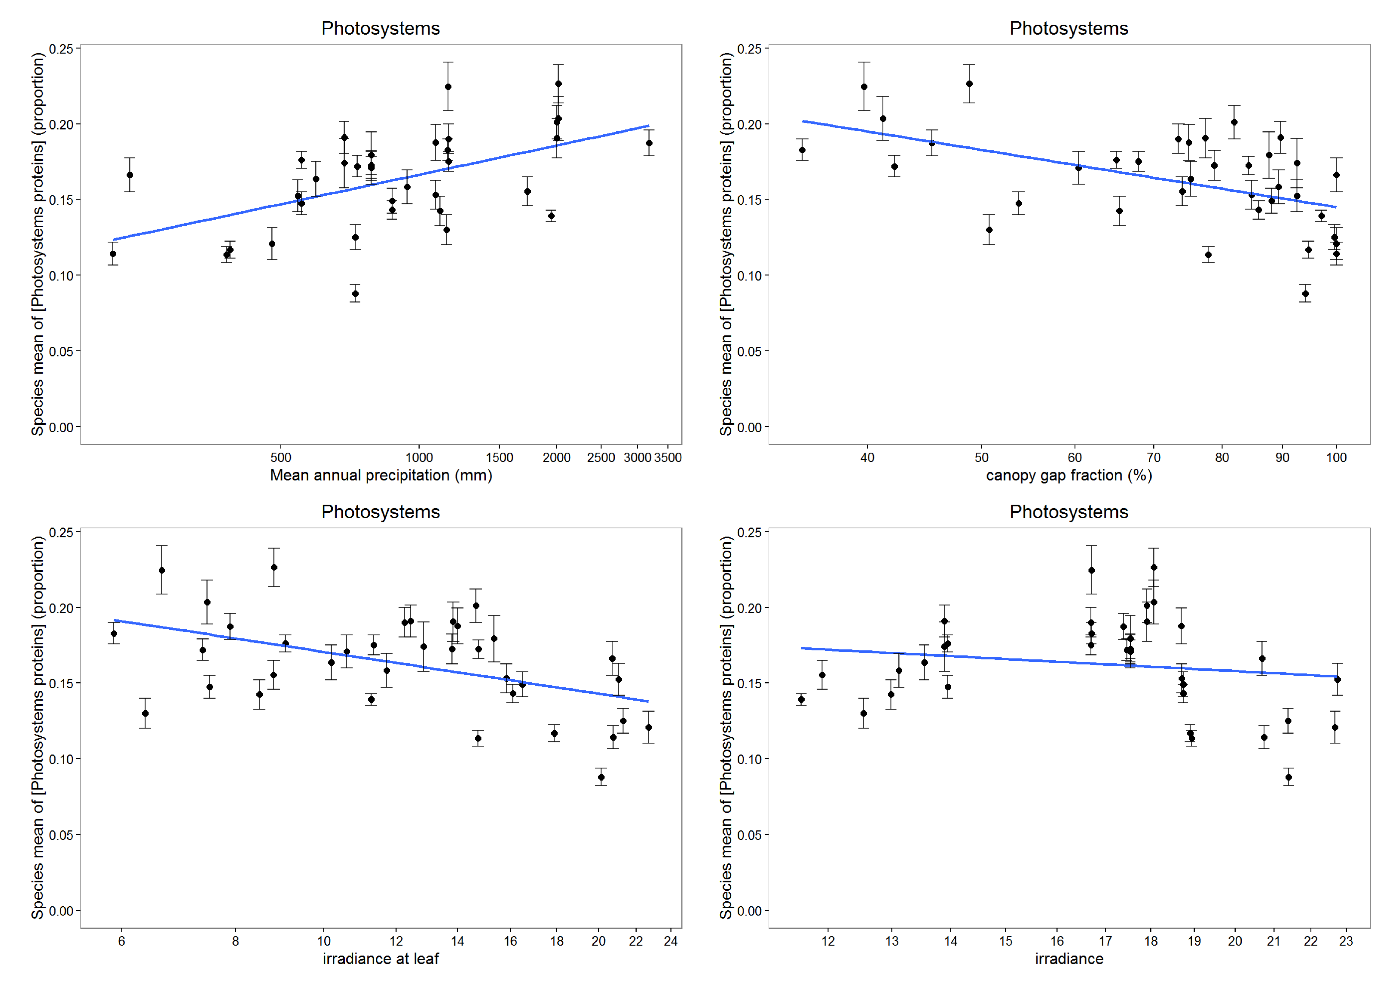 Photosystems
Species mean of [Photosystems proteins] (proportion)
0.25
0.20
0.15
0.10
0.05
0.00
500 1000 1500 2000 2500 3000 3500
Mean annual precipitation (mm)
Photosystems
Species mean of [Photosystems proteins] (proportion)
0.25
0.20
0.15
0.10
0.05
0.00
40 50 60 70 80 90 100
canopy gap fraction (%)
Photosystems
Species mean of [Photosystems proteins] (proportion)
0.25
0.20
0.15
0.10
0.05
0.00
6 8 10 12 14 16 18 20 22 24
irradiance at leaf
Photosystems
Species mean of [Photosystems proteins] (proportion)
0.25
0.20
0.15
0.10
0.05
0.00
12 13 14 15 16 17 18 19 20 21 22 23
irradiance